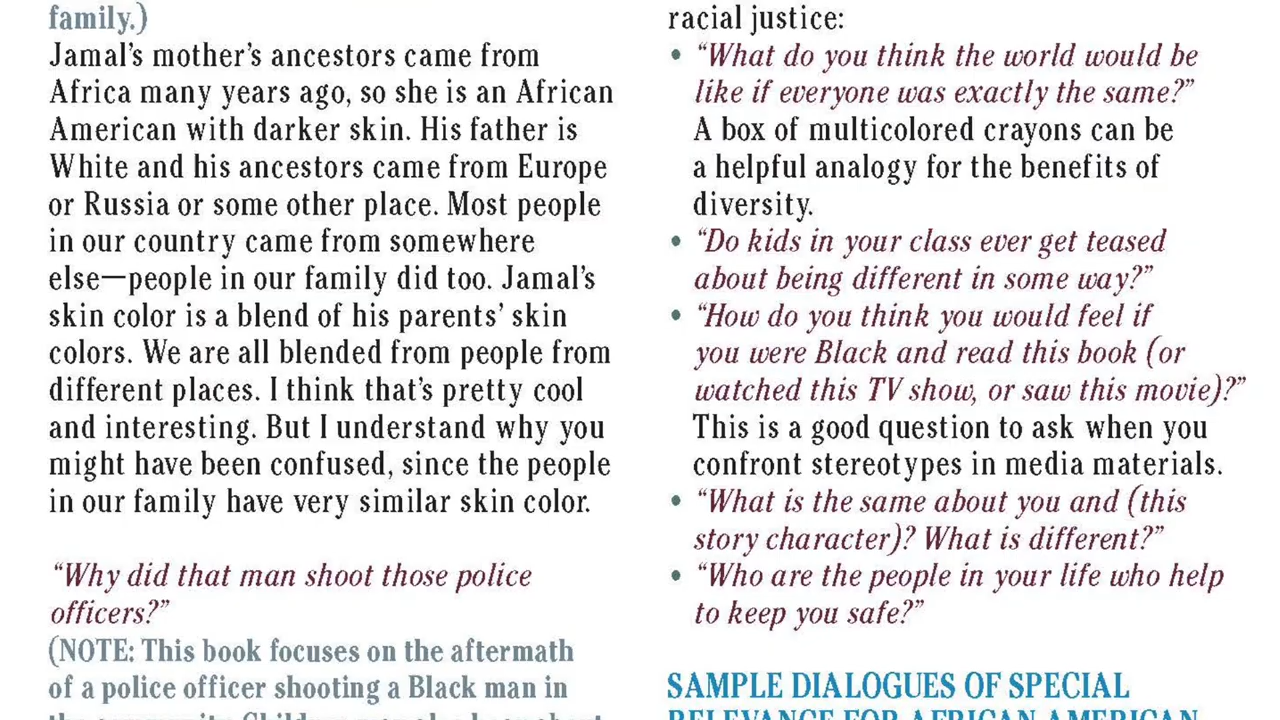 family.)
Jamal’s mother’s ancestors came from
Africa many years ago, so she is an African
American with darker skin. His father is
White and his ancestors came from Europe
or Russia or some other place. Most people
in our country came from somewhere
else—people in our family did too. Jamal’s
skin color is a blend of his parents’ skin
colors. We are all blended from people from
different places. I think that’s pretty cool
and interesting. But I understand why you
might have been confused, since the people
in our family have very similar skin color.
“Why did that man shoot those police
officers?”
(NOTE: This book focuses on the aftermath
of a police officer shooting a Black man in
racial justice:
• “What do you think the world would be
like if everyone was exactly the same?”
A box of multicolored crayons can be
a helpful analogy for the benefits of
diversity.
• “Do kids in your class ever get teased
about being different in some way?”
• “How do you think you would feel if
you were Black and read this book (or
watched this TV show, or saw this movie)?”
This is a good question to ask when you
confront stereotypes in media materials.
• “What is the same about you and (this
story character)? What is different?”
• “Who are the people in your life who help
to keep you safe?”
SAMPLE DIALOGUES OF SPECIAL
RELEVANCE FOR AFRICAN AMERICAN